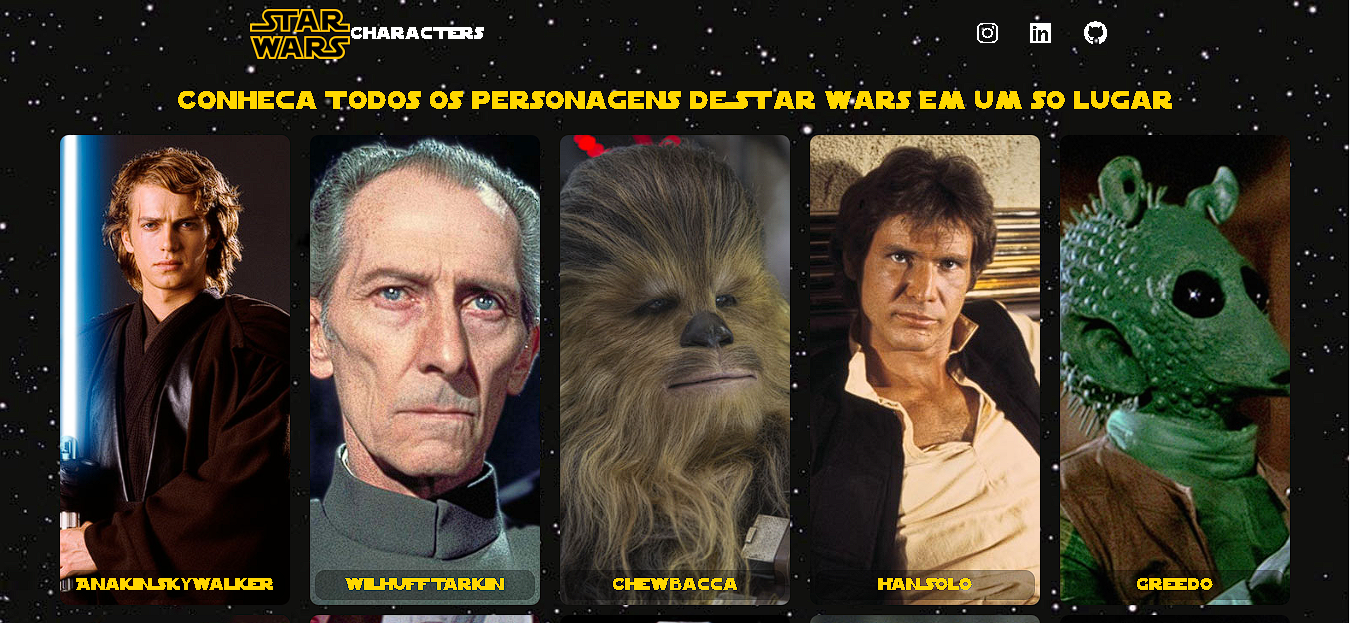 STAR
WARS
CHARACTERS
CONHECA TODOS OS PERSONAGENS DE STAR WARS EM UM SO LUGAR
ANAKIN SKYWALKER
WILHUFF TARKIN
CHEWBACCA
HAN SOLO
GREEDO